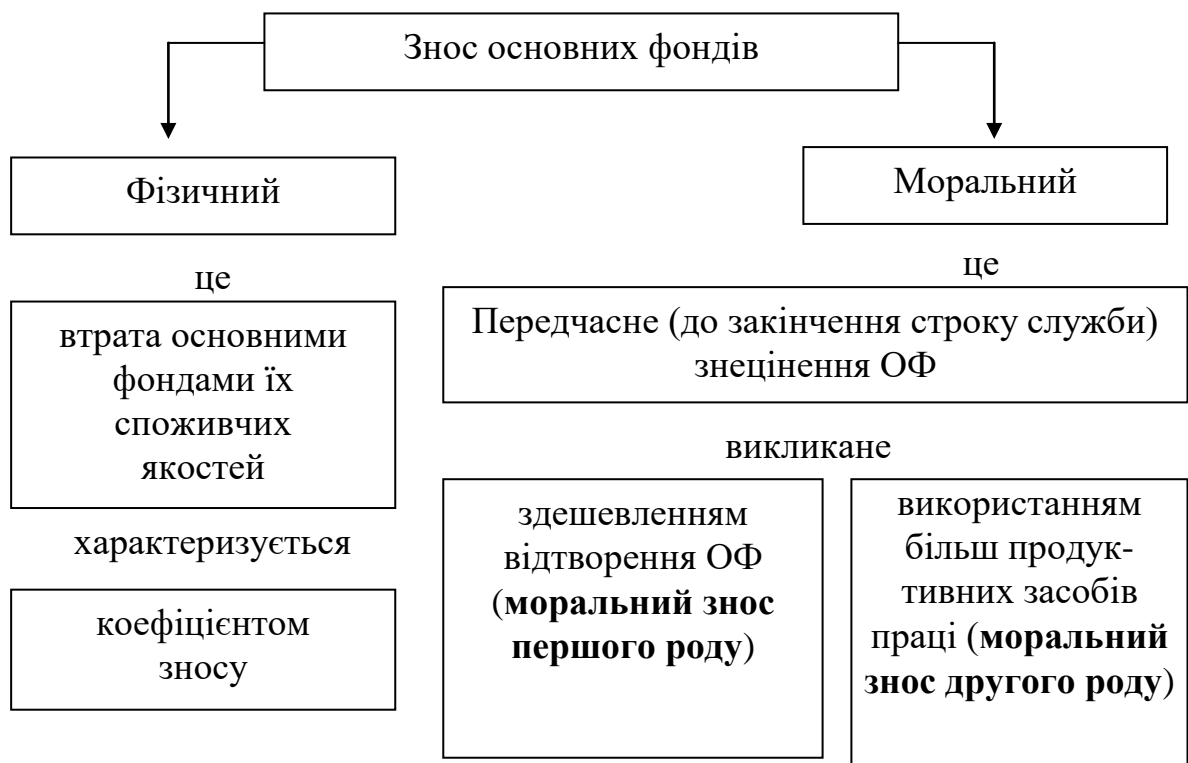 Знос основних фондів
Фізичний
це
втрата основними
фондами їх
споживчих
якостей
характеризується
коефіцієнтом
зносу
Моральний
це
Передчасне (до закінчення строку служби)
знецінення ОФ
викликане
здешевленням
відтворення ОФ
(моральний знос
першого роду)
використанням
більш продук-
тивних засобів
праці (моральний
знос другого роду)